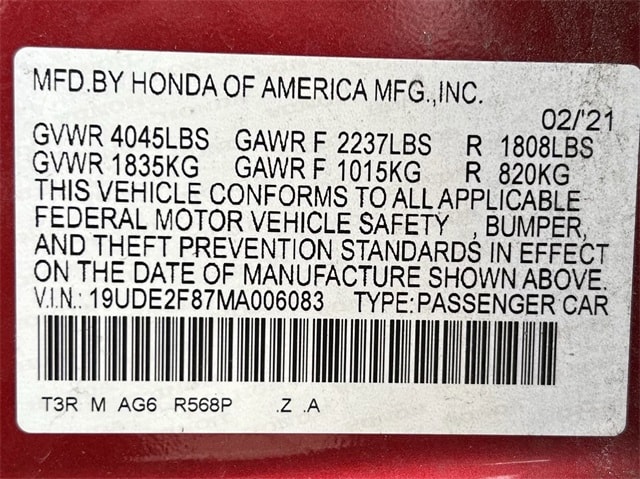 MFD.BY HONDA OF AMERICA MFG.,INC.
02/'21
GVWR 4045LBS GAWR F 2237LBS R 1808LBS
GVWR 1835KG GAWR F 1015KG R 820KG
THIS VEHICLE CONFORMS TO ALL APPLICABLE
FEDERAL MOTOR VEHICLE SAFETY , BUMPER,
AND THEFT PREVENTION STANDARDS IN EFFECT
ON THE DATE OF MANUFACTURE SHOWN ABOVE.
V.I.N.: 19UDE2F87MA006083 TYPE:PASSENGER CAR
T3R M AG6 R568P .Z .A